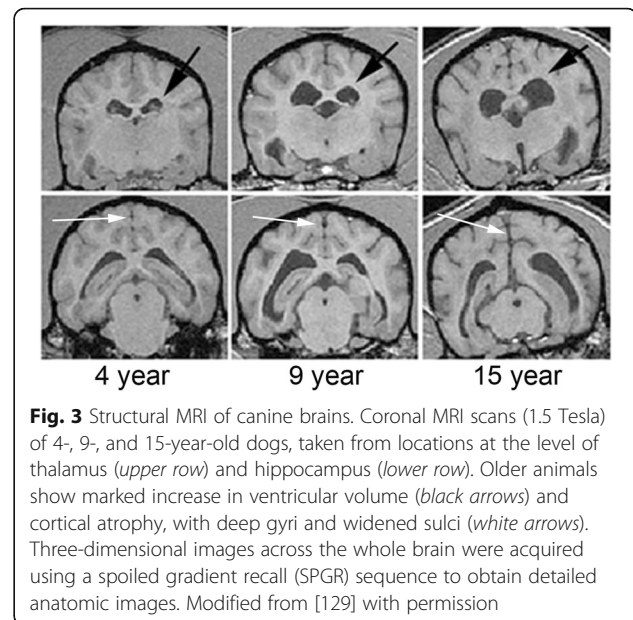 4 year 9 year 15 year
Fig. 3 Structural MRI of canine brains. Coronal MRI scans (1.5 Tesla)
of 4-, 9-, and 15-year-old dogs, taken from locations at the level of
thalamus (upper row) and hippocampus (lower row). Older animals
show marked increase in ventricular volume (black arrows) and
cortical atrophy, with deep gyri and widened sulci (white arrows).
Three-dimensional images across the whole brain were acquired
using a spoiled gradient recall (SPGR) sequence to obtain detailed
anatomic images. Modified from [129] with permission